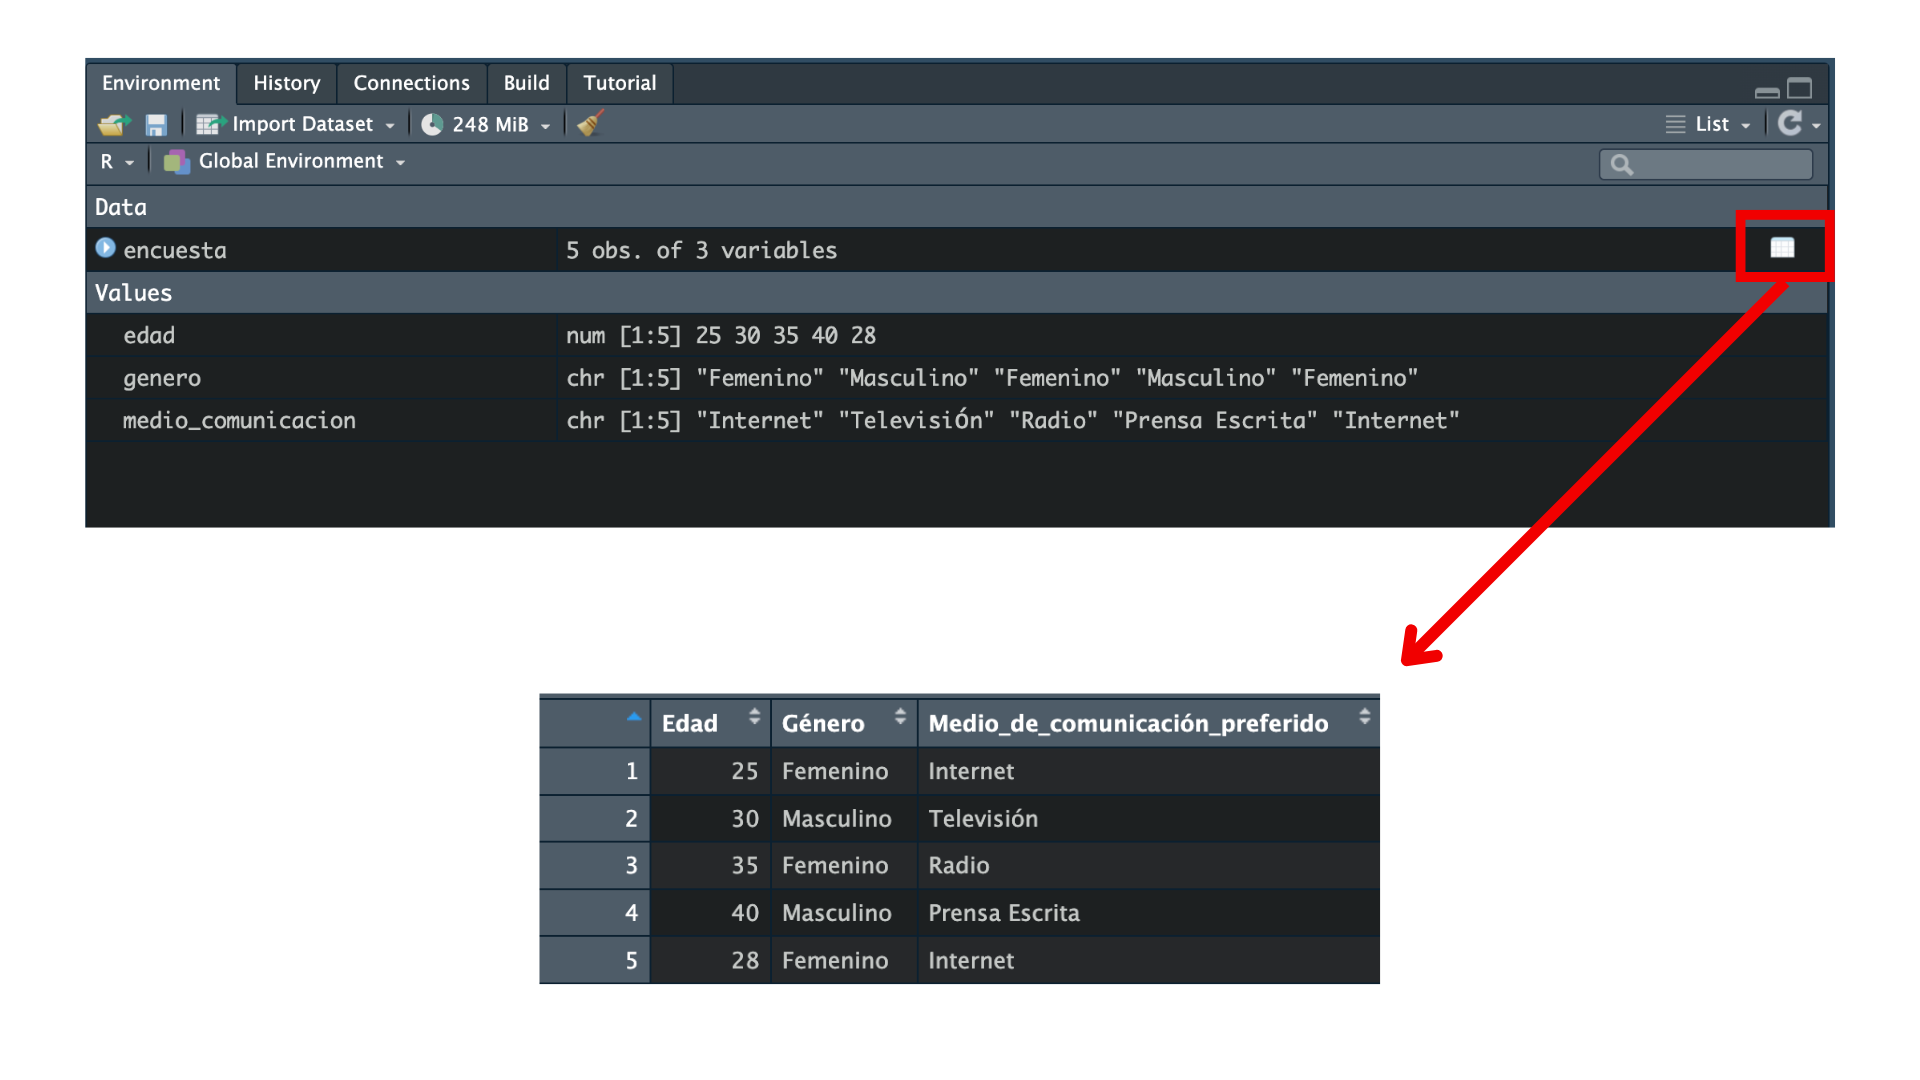 Environment History Connections Build Tutorial
Import Dataset 248 MiB List
R Global Environment
Data
encuesta 5 obs. of 3 variables
Values
edad num [1:5] 25 30 35 40 28
genero chr [1:5] "Femenino" "Masculino" "Femenino" "Masculino" "Femenino"
medio_comunicacion chr [1:5] "Internet" "Televisión" "Radio" "Prensa Escrita" "Internet"
Edad Género Medio_de_comunicación_preferido
1 25 Femenino Internet
2 30 Masculino Televisión
3 35 Femenino Radio
4 40 Masculino Prensa Escrita
5 28 Femenino Internet